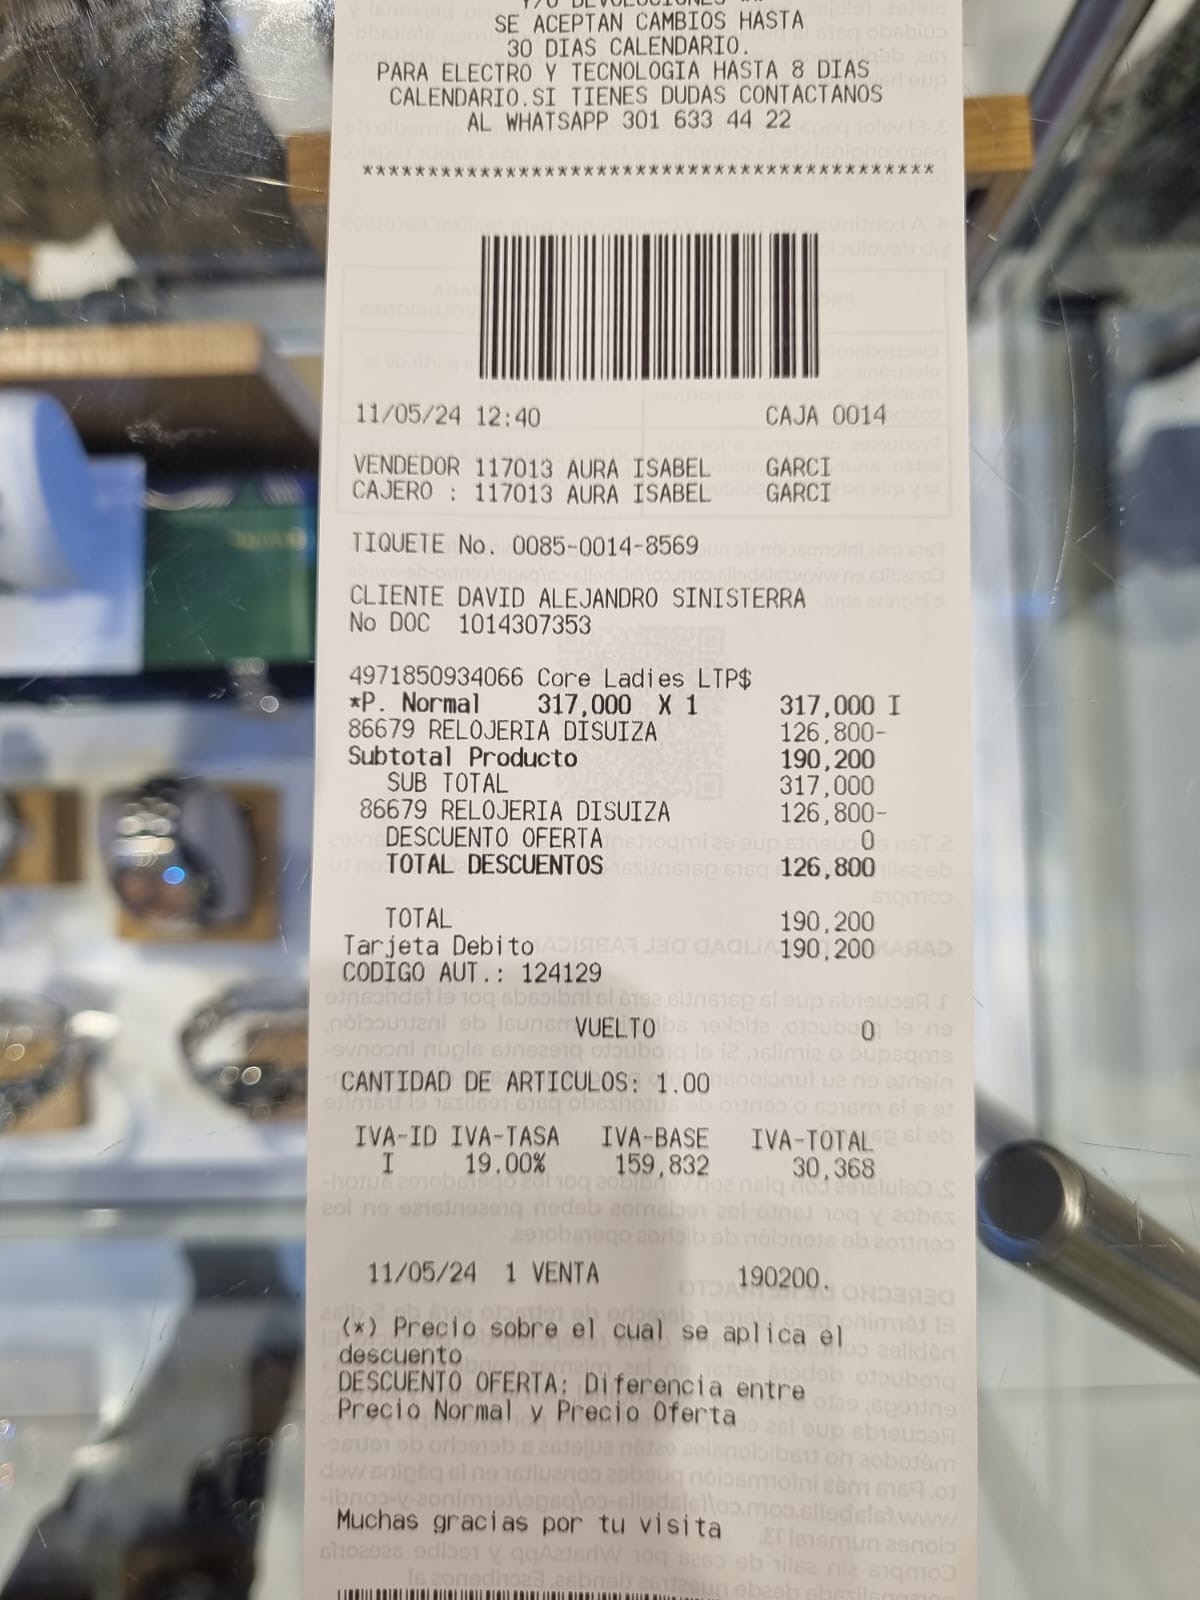 Y/O DEVOLUCIONES
SE ACEPTAN CAMBIOS HASTA
30 DIAS CALENDARIO.
PARA ELECTRO Y TECNOLOGIA HASTA 8 DIAS
CALENDARIO.SI TIENES DUDAS CONTACTANOS
AL WHATSAPP 301 633 44 22
********************************************
11/05/24 12:40 CAJA 0014
VENDEDOR 117013 AURA ISABEL GARCI
CAJERO : 117013 AURA ISABEL GARCI
TIQUETE No. 0085-0014-8569
CLIENTE DAVID ALEJANDRO SINISTERRA
No DOC 1014307353
4971850934066 Core Ladies LTP$
*P. Normal 317,000 X 1 317,000 I
86679 RELOJERIA DISUIZA 126,800-
Subtotal Producto 190,200
SUB TOTAL 317,000
86679 RELOJERIA DISUIZA 126,800-
DESCUENTO OFERTA 0
TOTAL DESCUENTOS 126,800
TOTAL 190,200
Tarjeta Debito 190,200
CODIGO AUT.: 124129
VUELTO 0
CANTIDAD DE ARTICULOS: 1.00
IVA-ID IVA-TASA IVA-BASE IVA-TOTAL
I 19.00% 159,832 30,368
11/05/24 1 VENTA 190200.
(*) Precio sobre el cual se aplica el
descuento
DESCUENTO OFERTA: Diferencia entre
Precio Normal y Precio Oferta
Muchas gracias por tu visita